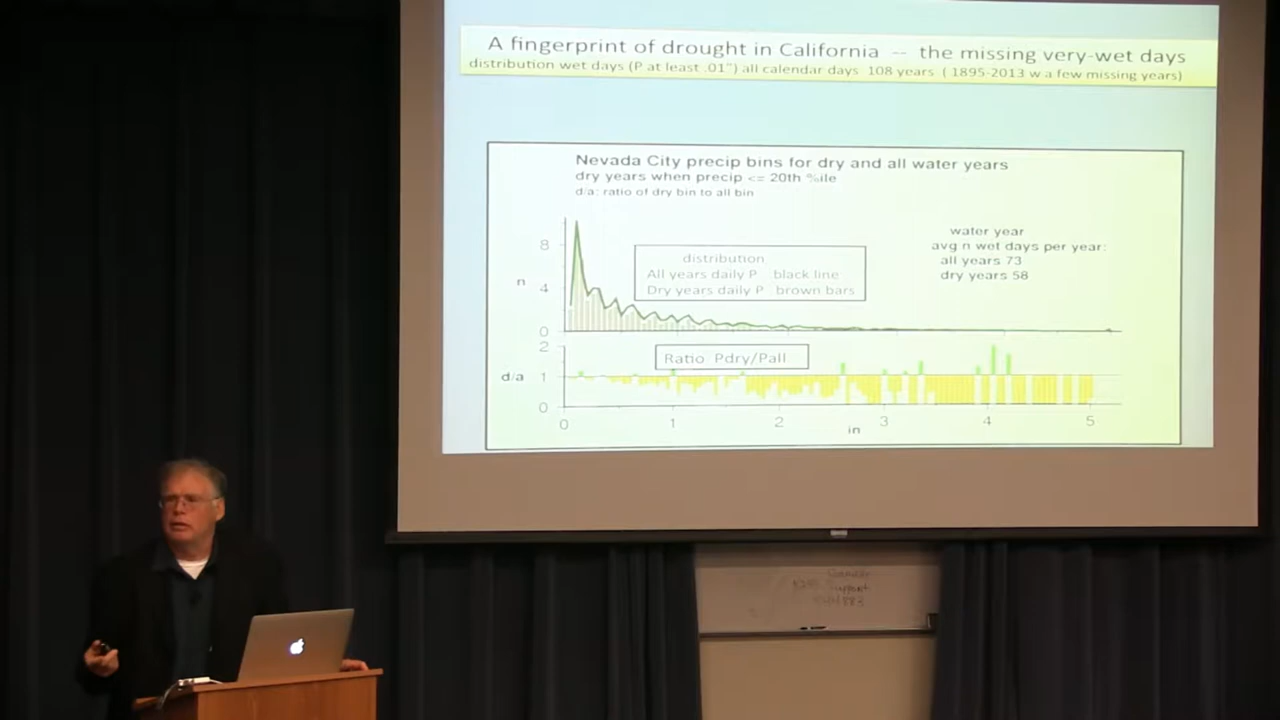 A fingerprint of drought in California -- the missing very-wet days
distribution wet days (P at least .01") all calendar days 108 years ( 1895-2013 w a few missing years)
Nevada City precip bins for dry and all water years
dry years when precip <= 20th %ile
d/a: ratio of dry bin to all bin
water year
avg n wet days per year:
all years 73
dry years 58
distribution
All years daily P black line
Dry years daily P brown bars
8
n
4
0
2
Ratio Pdry/Pall
d/a
1
0
0 1 2 3 4 5
in